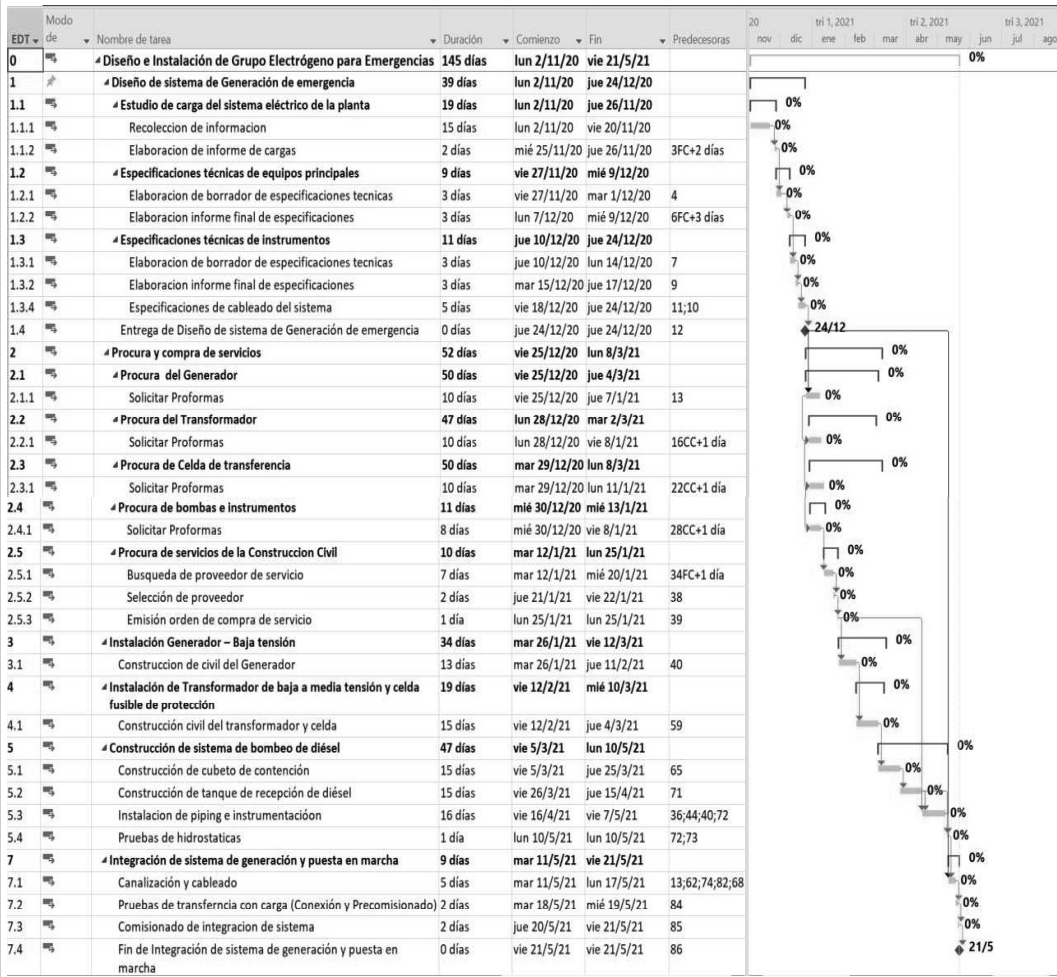 EDT Modo de Nombre de tarea Duración Comienzo Fin Predecesoras 20 tri 1, 2021 tri 2, 2021 tri 3, 2021
nov dic ene feb mar abr may jun jul ago
0 Diseño e Instalación de Grupo Electrógeno para Emergencias 145 días lun 2/11/20 vie 21/5/21 0%
1 Diseño de sistema de Generación de emergencia 39 días lun 2/11/20 jue 24/12/20
1.1 Estudio de carga del sistema eléctrico de la planta 19 días lun 2/11/20 jue 26/11/20 0%
1.1.1 Recoleccion de informacion 15 días lun 2/11/20 vie 20/11/20 0%
1.1.2 Elaboracion de informe de cargas 2 días mié 25/11/20 jue 26/11/20 3FC+2 días 0%
1.2 Especificaciones técnicas de equipos principales 9 días vie 27/11/20 mié 9/12/20 0%
1.2.1 Elaboracion de borrador de especificaciones tecnicas 3 días vie 27/11/20 mar 1/12/20 4 0%
1.2.2 Elaboracion informe final de especificaciones 3 días lun 7/12/20 mié 9/12/20 6FC+3 días 0%
1.3 Especificaciones técnicas de instrumentos 11 días jue 10/12/20 jue 24/12/20 0%
1.3.1 Elaboracion de borrador de especificaciones tecnicas 3 días jue 10/12/20 lun 14/12/20 7 0%
1.3.2 Elaboracion informe final de especificaciones 3 días mar 15/12/20 jue 17/12/20 9 0%
1.3.4 Especificaciones de cableado del sistema 5 días vie 18/12/20 jue 24/12/20 11;10 0%
1.4 Entrega de Diseño de sistema de Generación de emergencia 0 días jue 24/12/20 jue 24/12/20 12 24/12
2 Procura y compra de servicios 52 días vie 25/12/20 lun 8/3/21 0%
2.1 Procura del Generador 50 días vie 25/12/20 jue 4/3/21 0%
2.1.1 Solicitar Proformas 10 días vie 25/12/20 jue 7/1/21 13 0%
2.2 Procura del Transformador 47 días lun 28/12/20 mar 2/3/21 0%
2.2.1 Solicitar Proformas 10 días lun 28/12/20 vie 8/1/21 16CC+1 día 0%
2.3 Procura de Celda de transferencia 50 días mar 29/12/20 lun 8/3/21 0%
2.3.1 Solicitar Proformas 10 días mar 29/12/20 lun 11/1/21 22CC+1 día 0%
2.4 Procura de bombas e instrumentos 11 días mié 30/12/20 mié 13/1/21 0%
2.4.1 Solicitar Proformas 8 días mié 30/12/20 vie 8/1/21 28CC+1 día 0%
2.5 Procura de servicios de la Construccion Civil 10 días mar 12/1/21 lun 25/1/21 0%
2.5.1 Busqueda de proveedor de servicio 7 días mar 12/1/21 mié 20/1/21 34FC+1 día 0%
2.5.2 Selección de proveedor 2 días jue 21/1/21 vie 22/1/21 38 0%
2.5.3 Emisión orden de compra de servicio 1 día lun 25/1/21 lun 25/1/21 39 0%
3 Instalación Generador – Baja tensión 34 días mar 26/1/21 vie 12/3/21 0%
3.1 Construccion de civil del Generador 13 días mar 26/1/21 jue 11/2/21 40 0%
4 Instalación de Transformador de baja a media tensión y celda 19 días vie 12/2/21 mié 10/3/21 0%
fusible de protección
4.1 Construcción civil del transformador y celda 15 días vie 12/2/21 jue 4/3/21 59 0%
5 Construcción de sistema de bombeo de diésel 47 días vie 5/3/21 lun 10/5/21 0%
5.1 Construcción de cubeto de contención 15 días vie 5/3/21 jue 25/3/21 65 0%
5.2 Construcción de tanque de recepción de diésel 15 días vie 26/3/21 jue 15/4/21 71 0%
5.3 Instalacion de piping e instrumentacióon 16 días vie 16/4/21 vie 7/5/21 36;44;40;72 0%
5.4 Pruebas de hidrostaticas 1 día lun 10/5/21 lun 10/5/21 72;73 0%
7 Integración de sistema de generación y puesta en marcha 9 días mar 11/5/21 vie 21/5/21 0%
7.1 Canalización y cableado 5 días mar 11/5/21 lun 17/5/21 13;62;74;82;68 0%
7.2 Pruebas de transferncia con carga (Conexión y Precomisionado) 2 días mar 18/5/21 mié 19/5/21 84 0%
7.3 Comisionado de integracion de sistema 2 días jue 20/5/21 vie 21/5/21 85 0%
7.4 Fin de Integración de sistema de generación y puesta en 0 días vie 21/5/21 vie 21/5/21 86 21/5
marcha